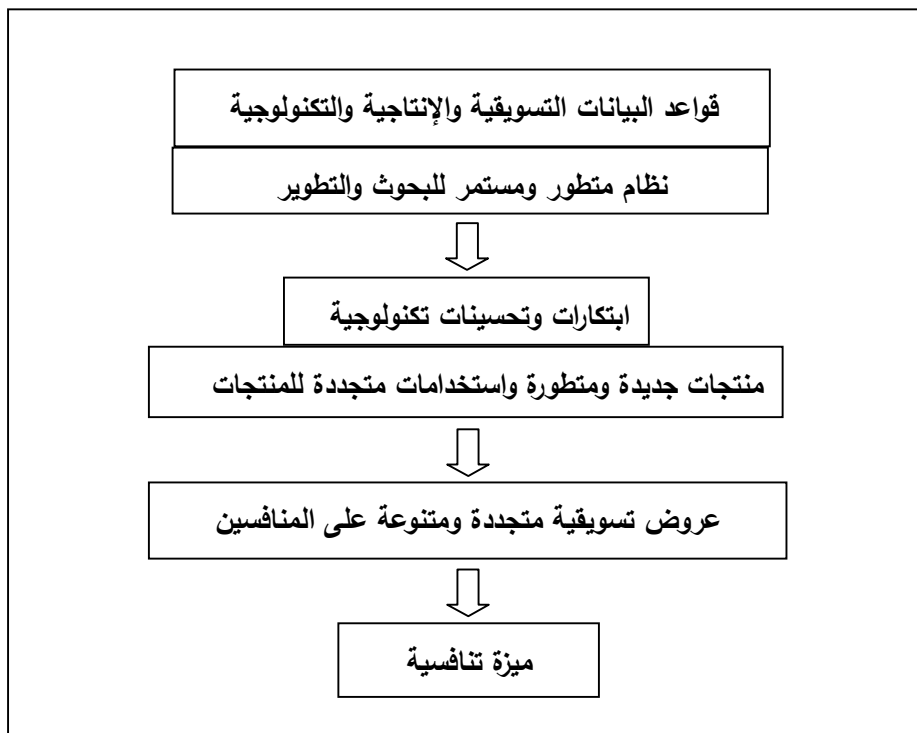 قواعد البيانات التسويقية والإنتاجية والتكنولوجية
نظام متطور ومستمر للبحوث والتطوير
ابتكارات وتحسينات تكنولوجية
منتجات جديدة ومتطورة واستخدامات متجددة للمنتجات
عروض تسويقية متجددة ومتنوعة على المنافسين
ميزة تنافسية